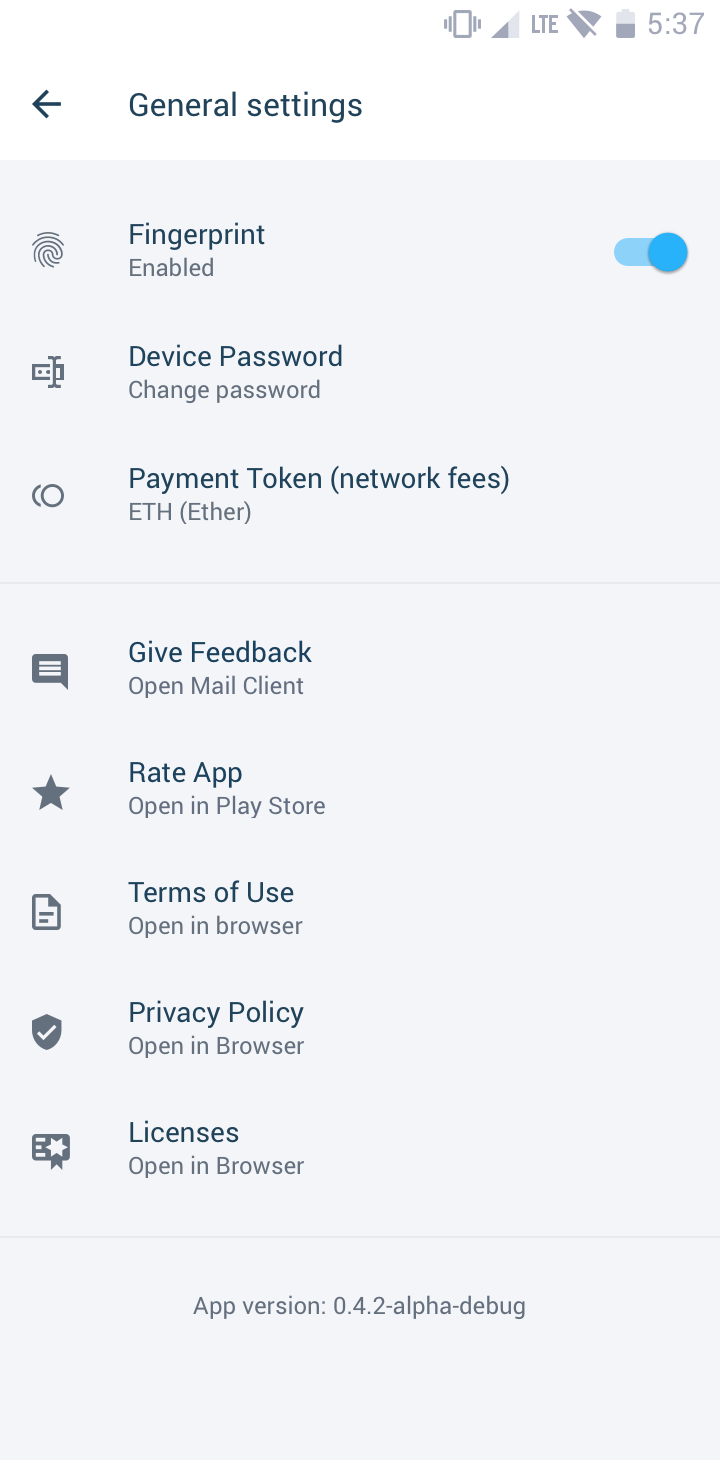 LTE 5:37
General settings
Fingerprint
Enabled
Device Password
Change password
Payment Token (network fees)
ETH (Ether)
Give Feedback
Open Mail Client
Rate App
Open in Play Store
Terms of Use
Open in browser
Privacy Policy
Open in Browser
Licenses
Open in Browser
App version: 0.4.2-alpha-debug